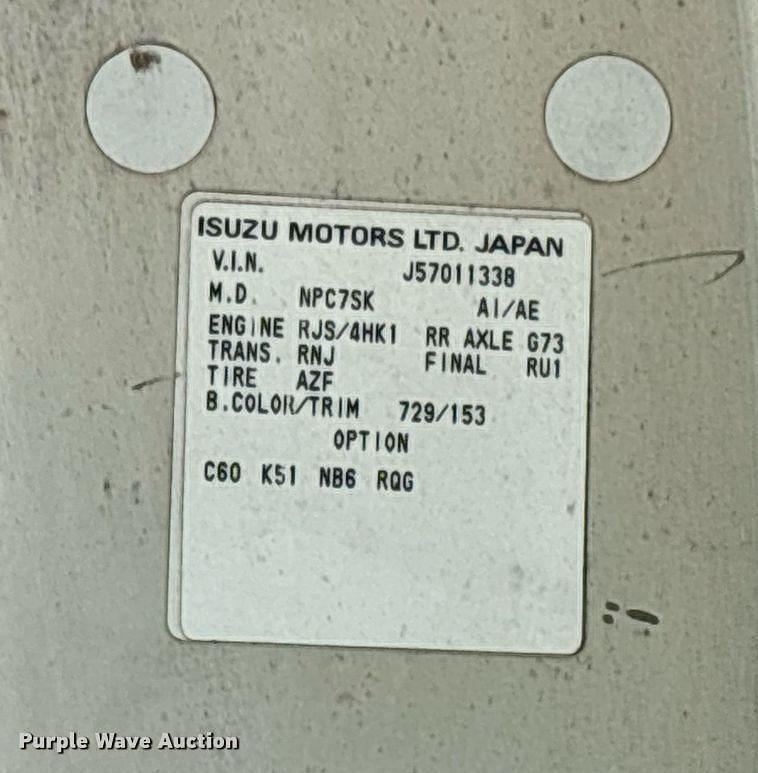 ISUZU MOTORS LTD. JAPAN
V.I.N. J57011338
M.D. NPC7SK AI/AE
ENGINE RJS/4HK1 RR AXLE G73
TRANS. RNJ FINAL RU1
TIRE AZF
B.COLOR/TRIM 729/153
OPTION
C60 K51 NB6 RQG
Purple Wave Auction